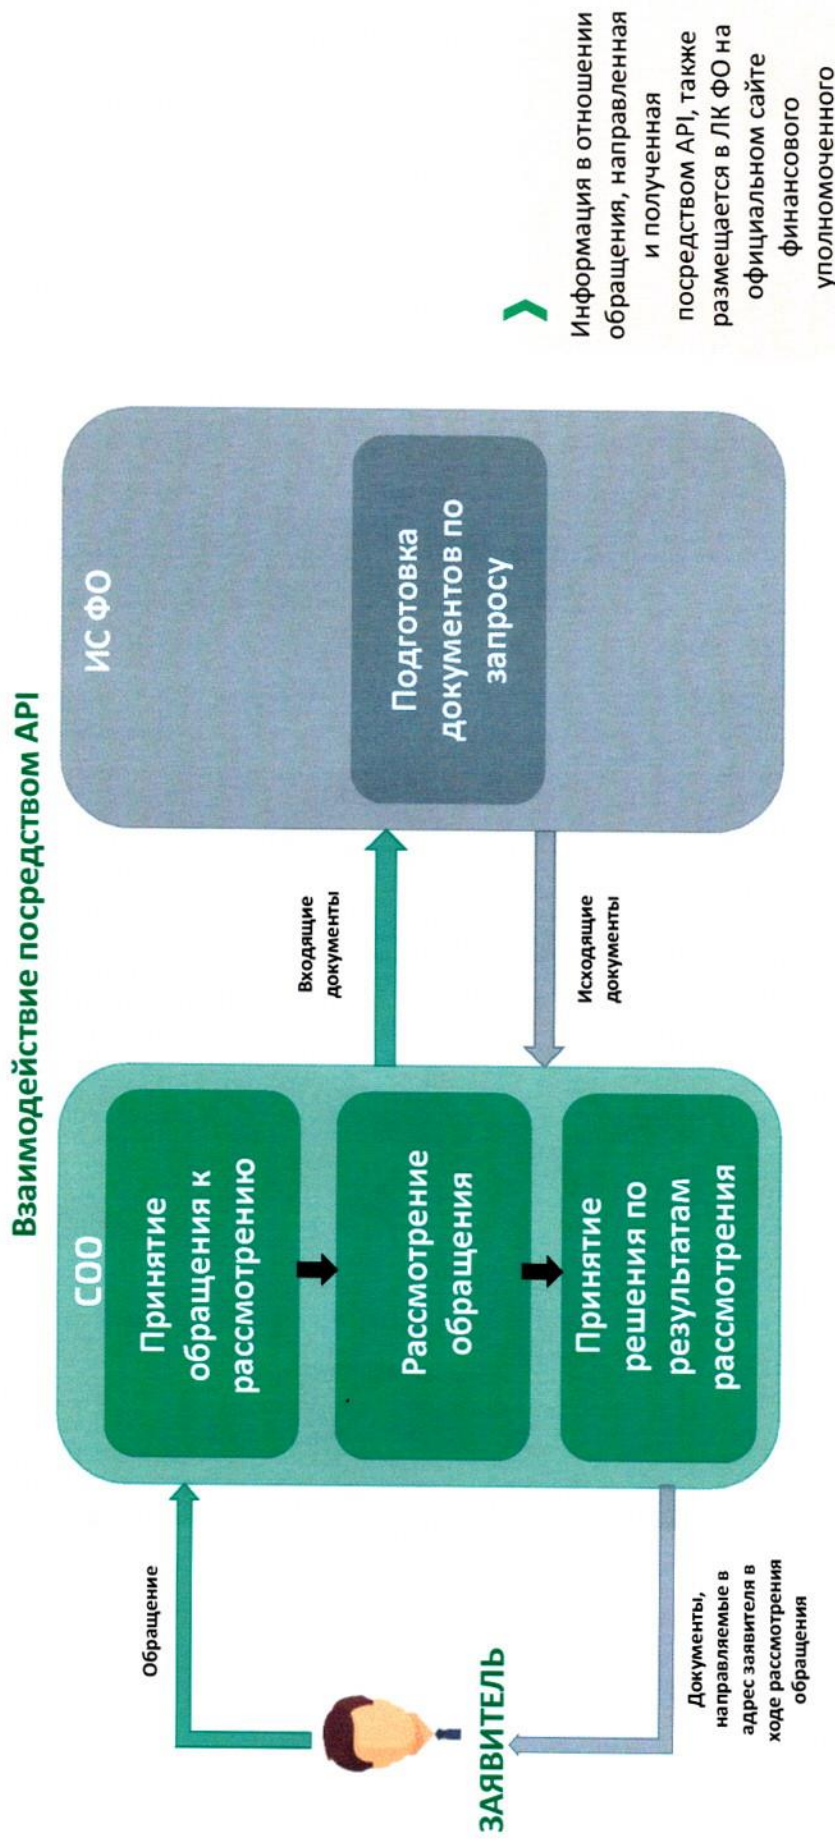 Взаимодействие посредством API
ЗАЯВИТЕЛЬ
Обращение
Документы,
направляемые в
адрес заявителя в
ходе рассмотрения
обращения
СОО
Принятие
обращения к
рассмотрению
Рассмотрение
обращения
Принятие
решения по
результатам
рассмотрения
Входящие
документы
Исходящие
документы
ИС ФО
Подготовка
документов по
запросу
Информация в отношении
обращения, направленная
и полученная
посредством API, также
размещается в ЛК ФО на
официальном сайте
финансового
уполномоченного